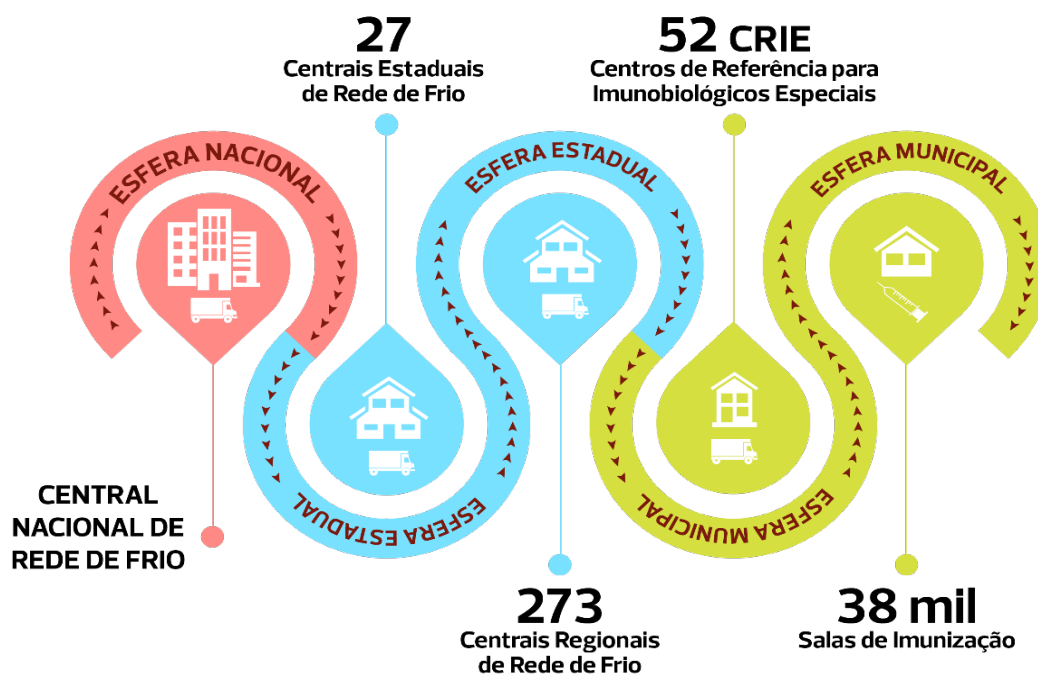 27
Centrais Estaduais
de Rede de Frio
52 CRIE
Centros de Referência para
Imunobiológicos Especiais
ESFERA NACIONAL
ESFERA ESTADUAL
ESFERA MUNICIPAL
ESFERA ESTADUAL
ESFERA MUNICIPAL
CENTRAL
NACIONAL DE
REDE DE FRIO
273
Centrais Regionais
de Rede de Frio
38 mil
Salas de Imunização